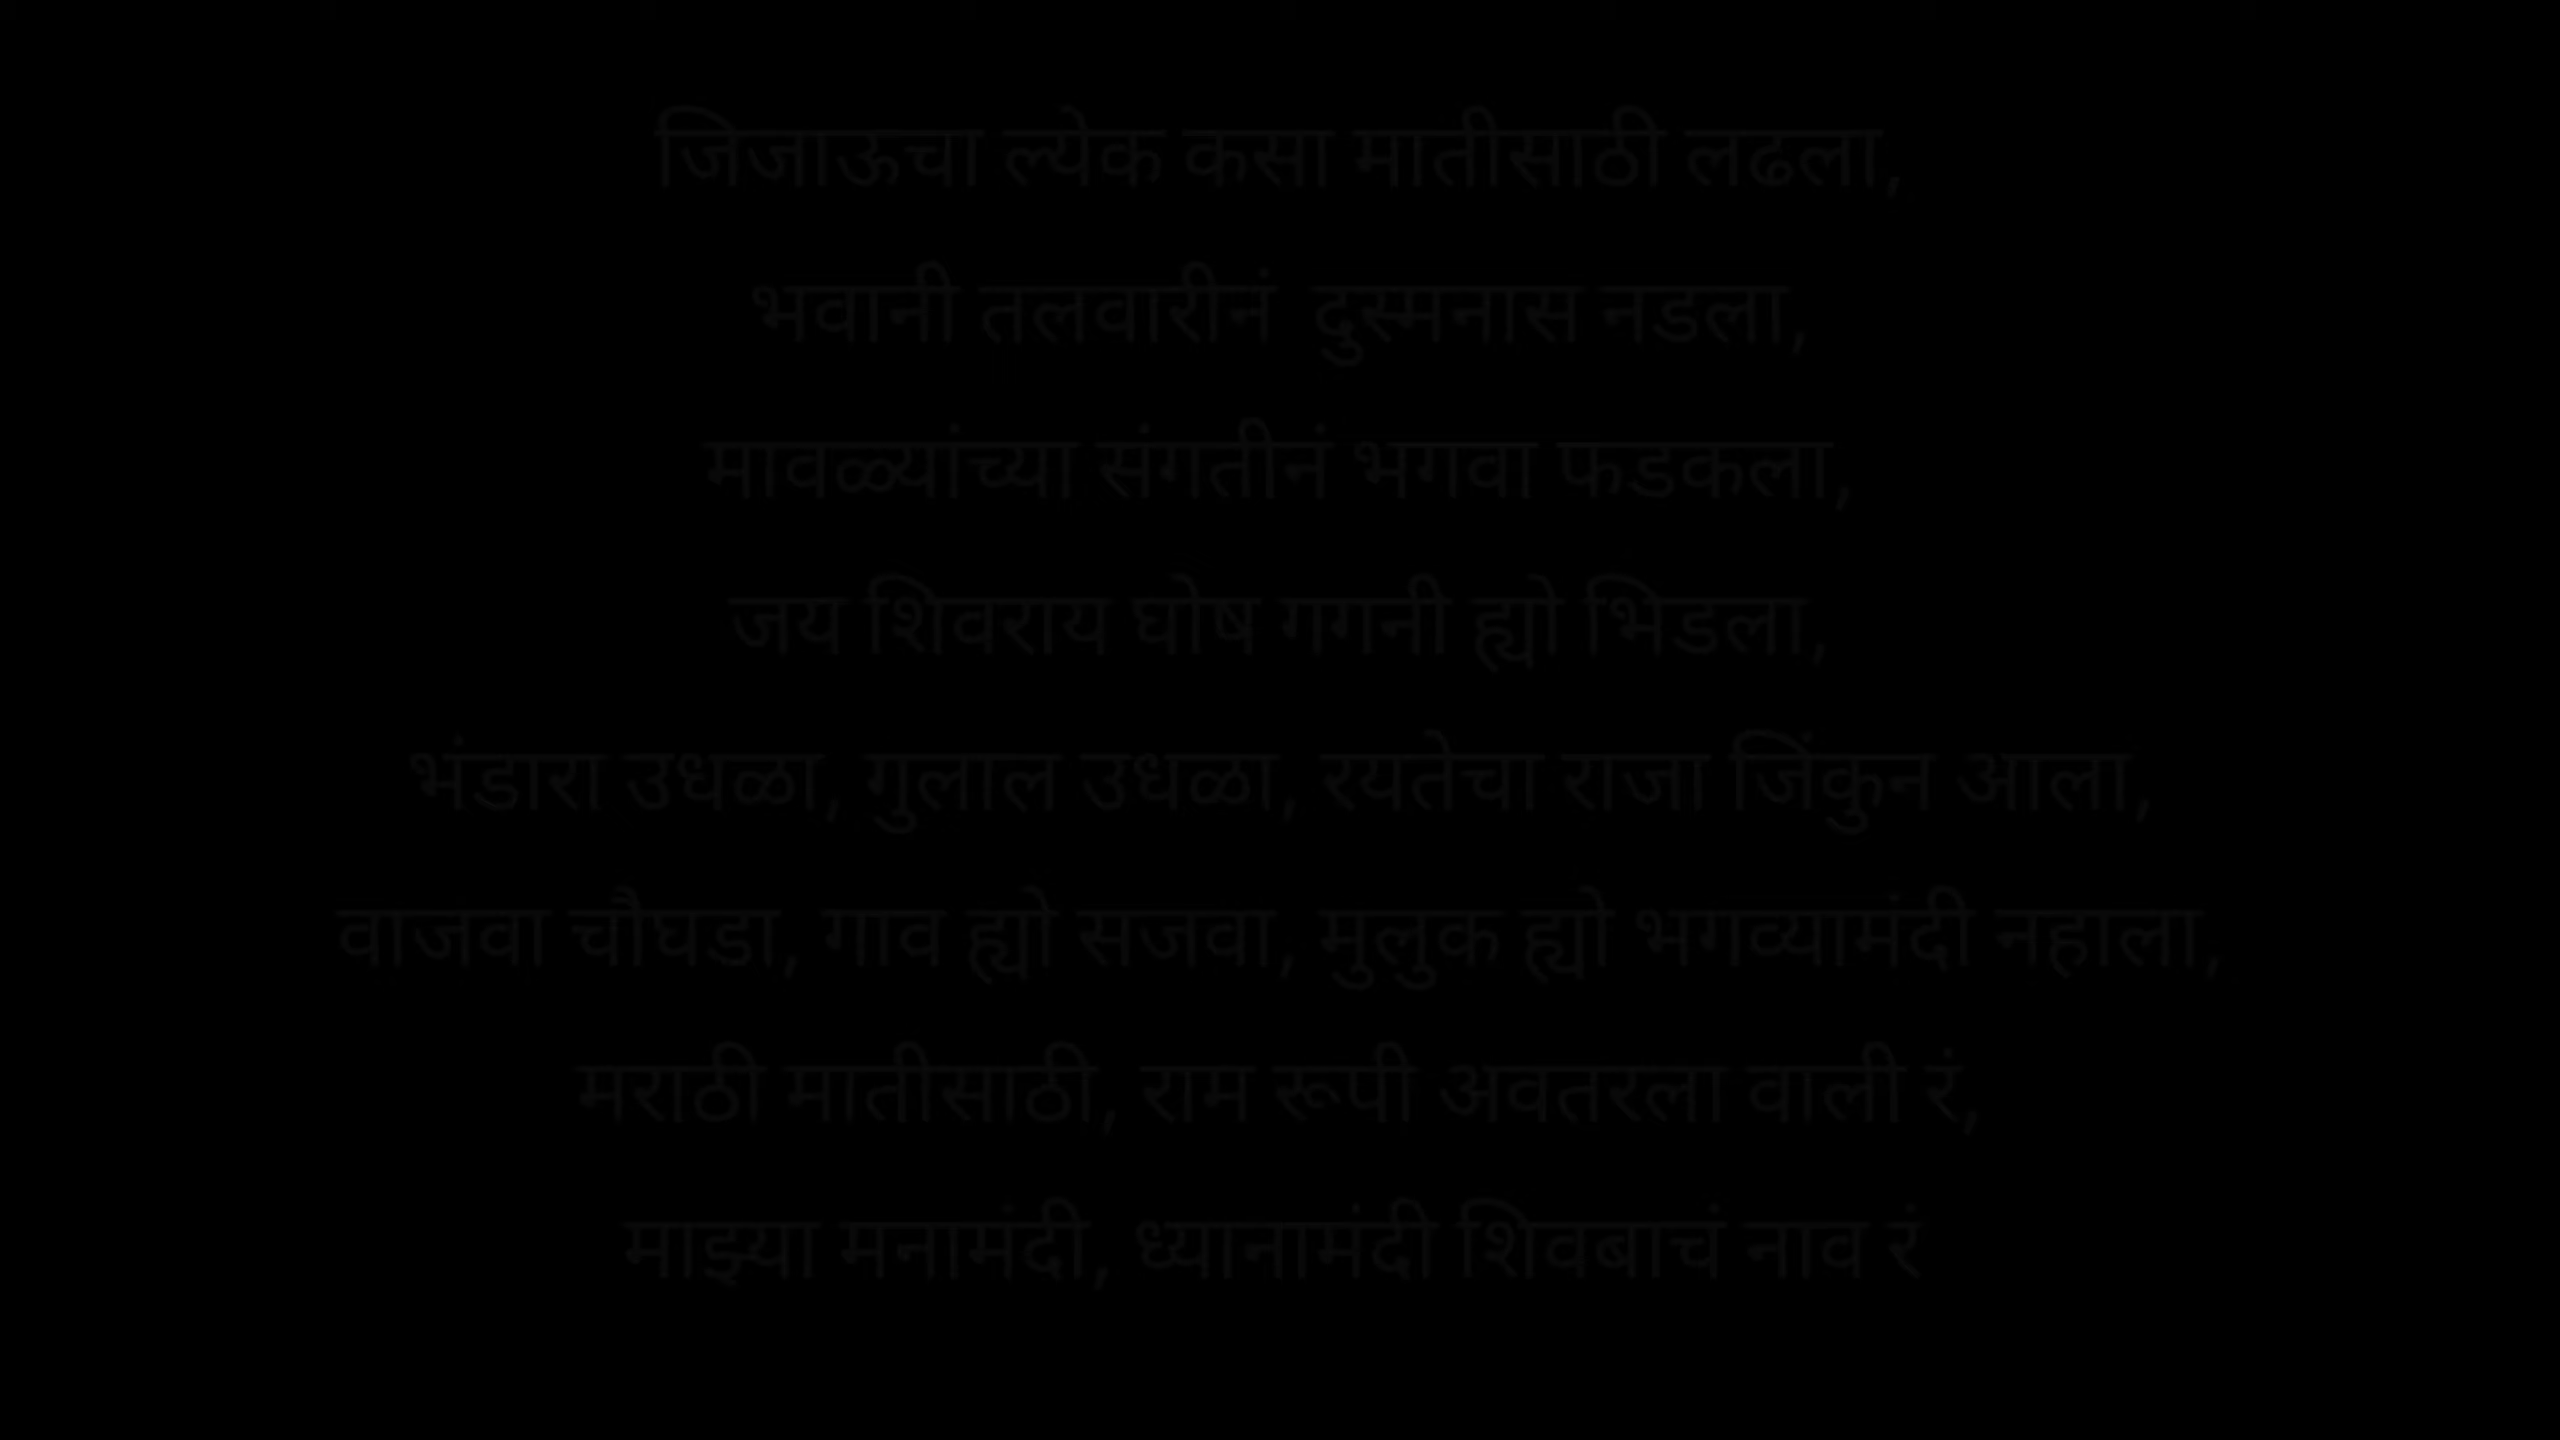 जिजाऊचा ल्येक कसा मातीसाठी लढला,
भवानी तलवारीनं दुस्मनास नडला,
मावळ्यांच्या संगतीनं भगवा फडकला,
जय शिवराय घोष गगनी ह्यो भिडला,
भंडारा उधळा, गुलाल उधळा, रयतेचा राजा जिंकुन आला,
वाजवा चौघडा, गाव ह्यो सजवा, मुलुक ह्यो भगव्यामंदी नहाला,
मराठी मातीसाठी, राम रूपी अवतरला वाली रं,
माझ्या मनामंदी, ध्यानामंदी शिवबाचं नाव रं